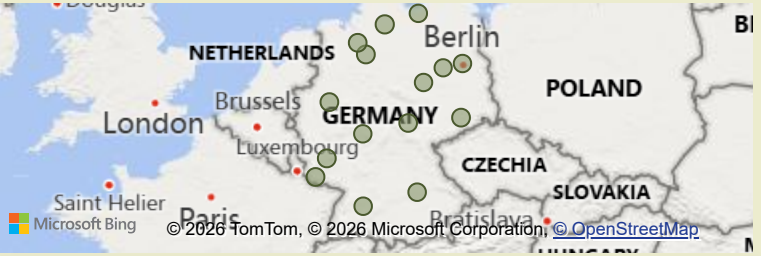 Douglas
Berlin
NETHERLANDS
POLAND
Brussels
London
GERMANY
Luxembourg
CZECHIA
SLOVAKIA
Saint Helier
Paris
Bratislava
Microsoft Bing
© 2026 TomTom, © 2026 Microsoft Corporation, © OpenStreetMap
HUNGARY